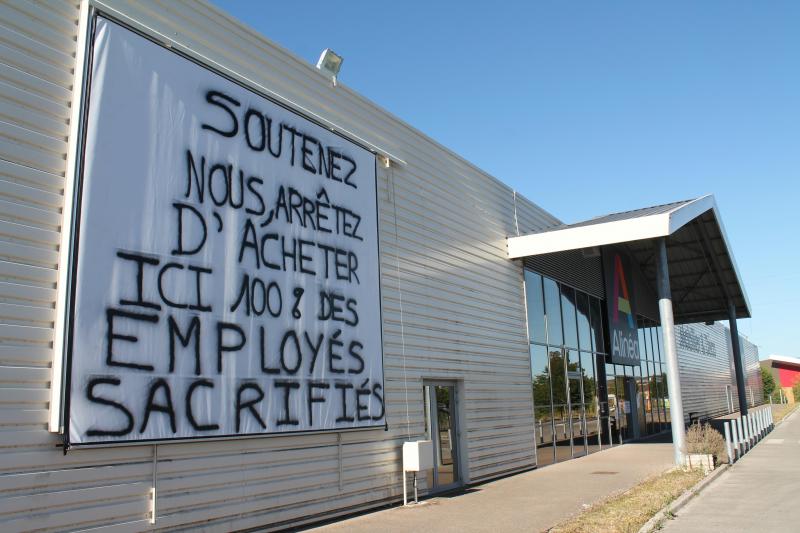 SOUTENEZ
NOUS, ARRÊTEZ
D'ACHETER
ICI 100% DES
EMPLOYÉS
SACRIFIÉS
Alinéa